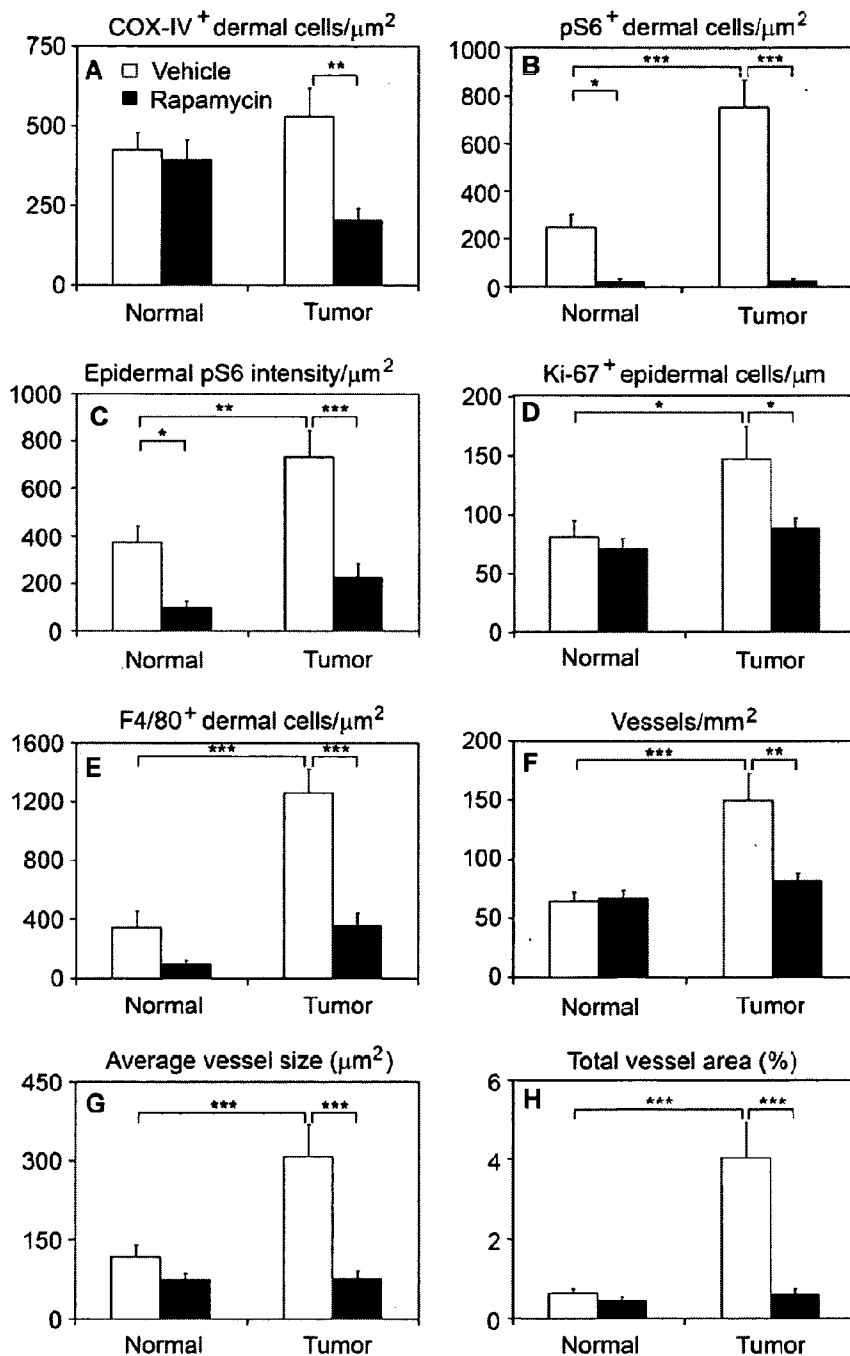 COX-IV⁺ dermal cells/μm²
A
□ Vehicle
■ Rapamycin
**
750
500
250
0
Normal Tumor
pS6⁺ dermal cells/μm²
B
***
***
*
1000
800
600
400
200
0
Normal Tumor
Epidermal pS6 intensity/μm²
C
**
***
*
1000
800
600
400
200
0
Normal Tumor
Ki-67⁺ epidermal cells/μm
D
*
*
200
150
100
50
0
Normal Tumor
F4/80⁺ dermal cells/μm²
E
***
***
1600
1200
800
400
0
Normal Tumor
Vessels/mm²
F
***
**
200
150
100
50
0
Normal Tumor
Average vessel size (μm²)
G
***
***
450
300
150
0
Normal Tumor
Total vessel area (%)
H
***
***
6
4
2
0
Normal Tumor